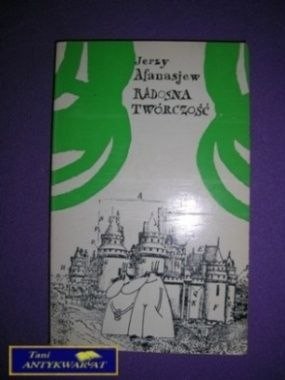 Jerzy
Afanasjew
RADOSNA
TWÓRCZOŚĆ
Tani
ANTYKWARIAT